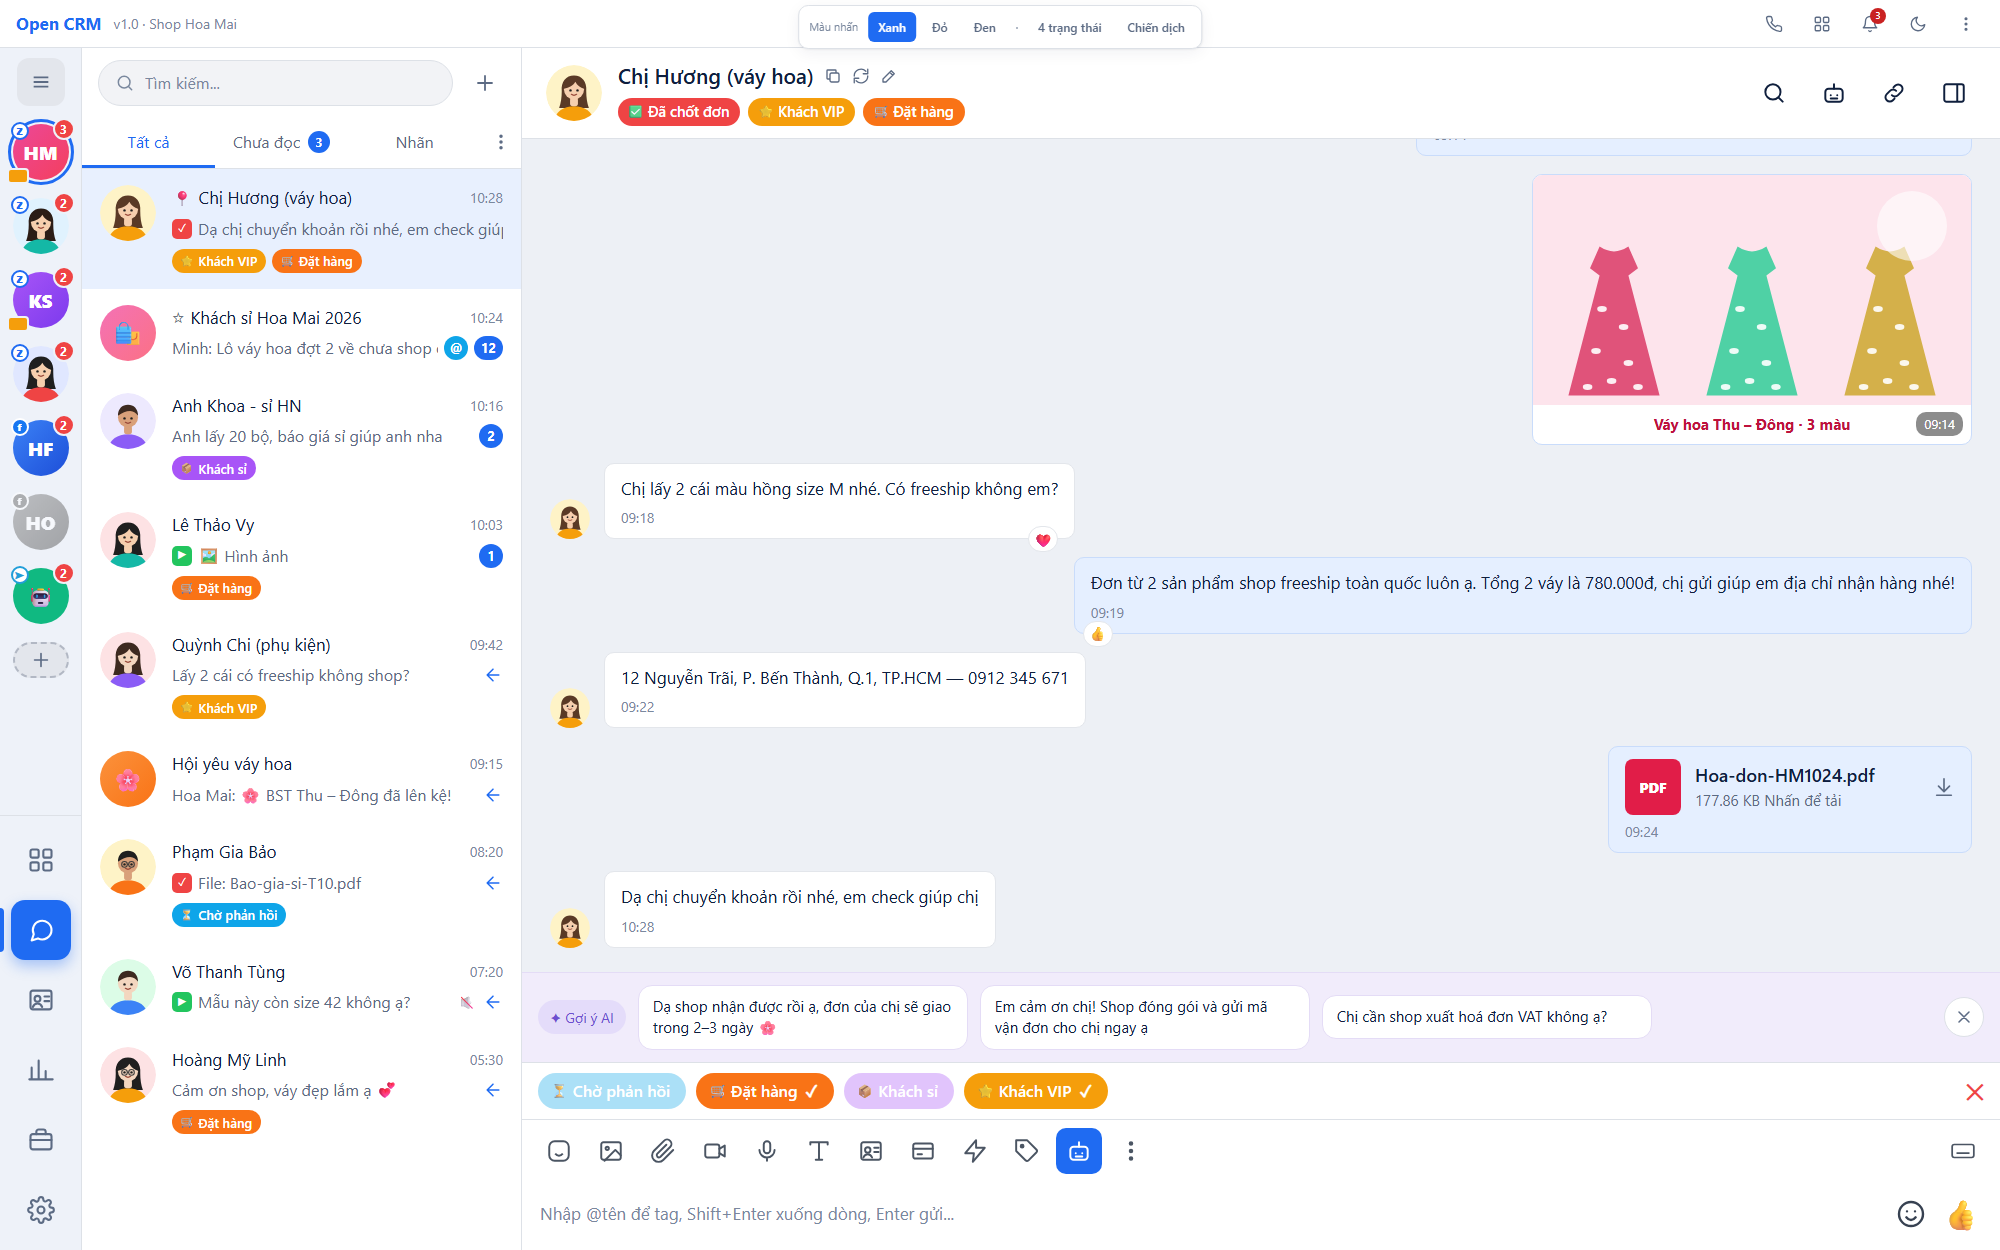 Open CRM v1.0 · Shop Hoa Mai
Màu nhấn Xanh Đỏ Đen · 4 trạng thái Chiến dịch
3
Tìm kiếm...
Tất cả
Chưa đọc 3
Nhãn
HM 3
2
KS 2
2
HF 2
HO
2
Chị Hương (váy hoa) 10:28
Dạ chị chuyển khoản rồi nhé, em check giúp
Khách VIP Đặt hàng
Khách sỉ Hoa Mai 2026 10:24
Minh: Lô váy hoa đợt 2 về chưa shop @ 12
Anh Khoa - sỉ HN 10:16
Anh lấy 20 bộ, báo giá sỉ giúp anh nha 2
Khách sỉ
Lê Thảo Vy 10:03
Hình ảnh 1
Đặt hàng
Quỳnh Chi (phụ kiện) 09:42
Lấy 2 cái có freeship không shop?
Khách VIP
Hội yêu váy hoa 09:15
Hoa Mai: 🌸 BST Thu – Đông đã lên kệ!
Phạm Gia Bảo 08:20
File: Bao-gia-si-T10.pdf
Chờ phản hồi
Võ Thanh Tùng 07:20
Mẫu này còn size 42 không ạ?
Hoàng Mỹ Linh 05:30
Cảm ơn shop, váy đẹp lắm ạ 💕
Đặt hàng
Chị Hương (váy hoa)
Đã chốt đơn Khách VIP Đặt hàng
Váy hoa Thu – Đông · 3 màu 09:14
Chị lấy 2 cái màu hồng size M nhé. Có freeship không em?
09:18
Đơn từ 2 sản phẩm shop freeship toàn quốc luôn ạ. Tổng 2 váy là 780.000đ, chị gửi giúp em địa chỉ nhận hàng nhé!
09:19
12 Nguyễn Trãi, P. Bến Thành, Q.1, TP.HCM — 0912 345 671
09:22
PDF Hoa-don-HM1024.pdf
177.86 KB Nhấn để tải
09:24
Dạ chị chuyển khoản rồi nhé, em check giúp chị
10:28
✦ Gợi ý AI
Dạ shop nhận được rồi ạ, đơn của chị sẽ giao
trong 2–3 ngày 🌸
Em cảm ơn chị! Shop đóng gói và gửi mã
vận đơn cho chị ngay ạ
Chị cần shop xuất hoá đơn VAT không ạ?
Chờ phản hồi Đặt hàng ✓ Khách sỉ Khách VIP ✓
Nhập @tên để tag, Shift+Enter xuống dòng, Enter gửi...